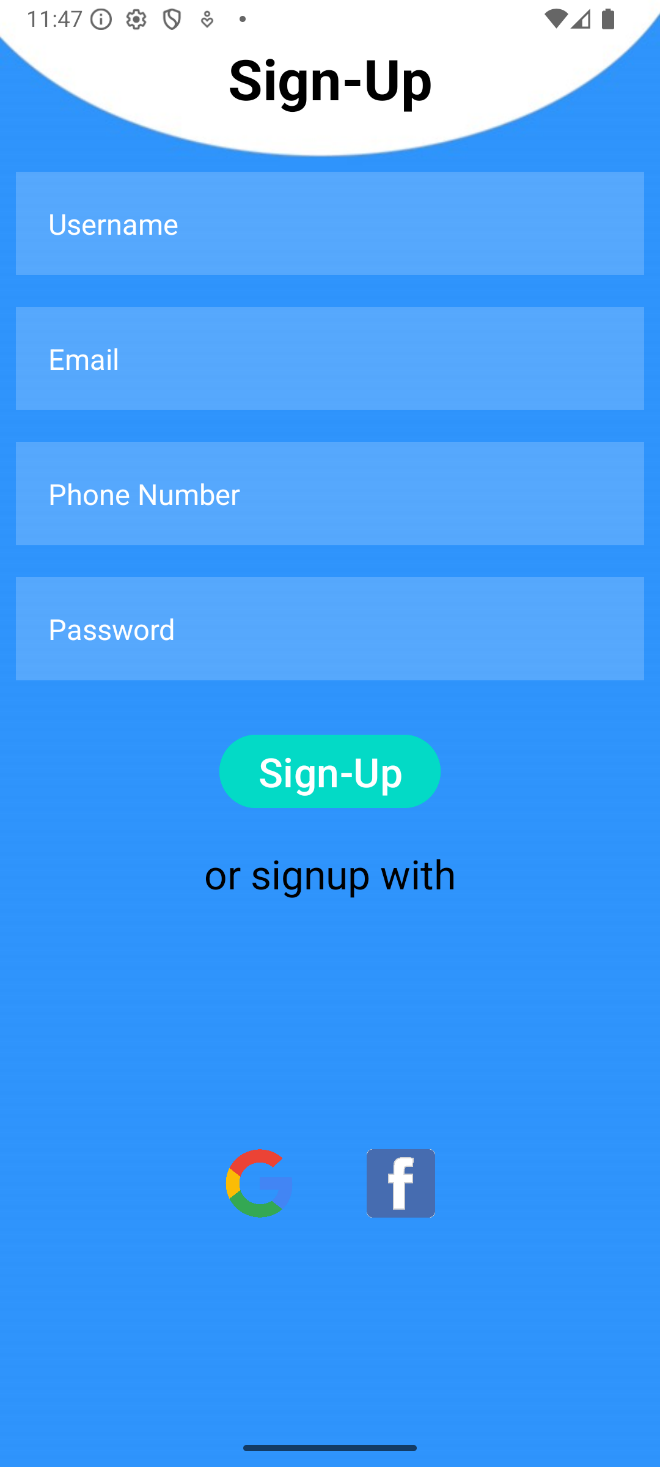 11:47
Sign-Up
Username
Email
Phone Number
Password
Sign-Up
or signup with